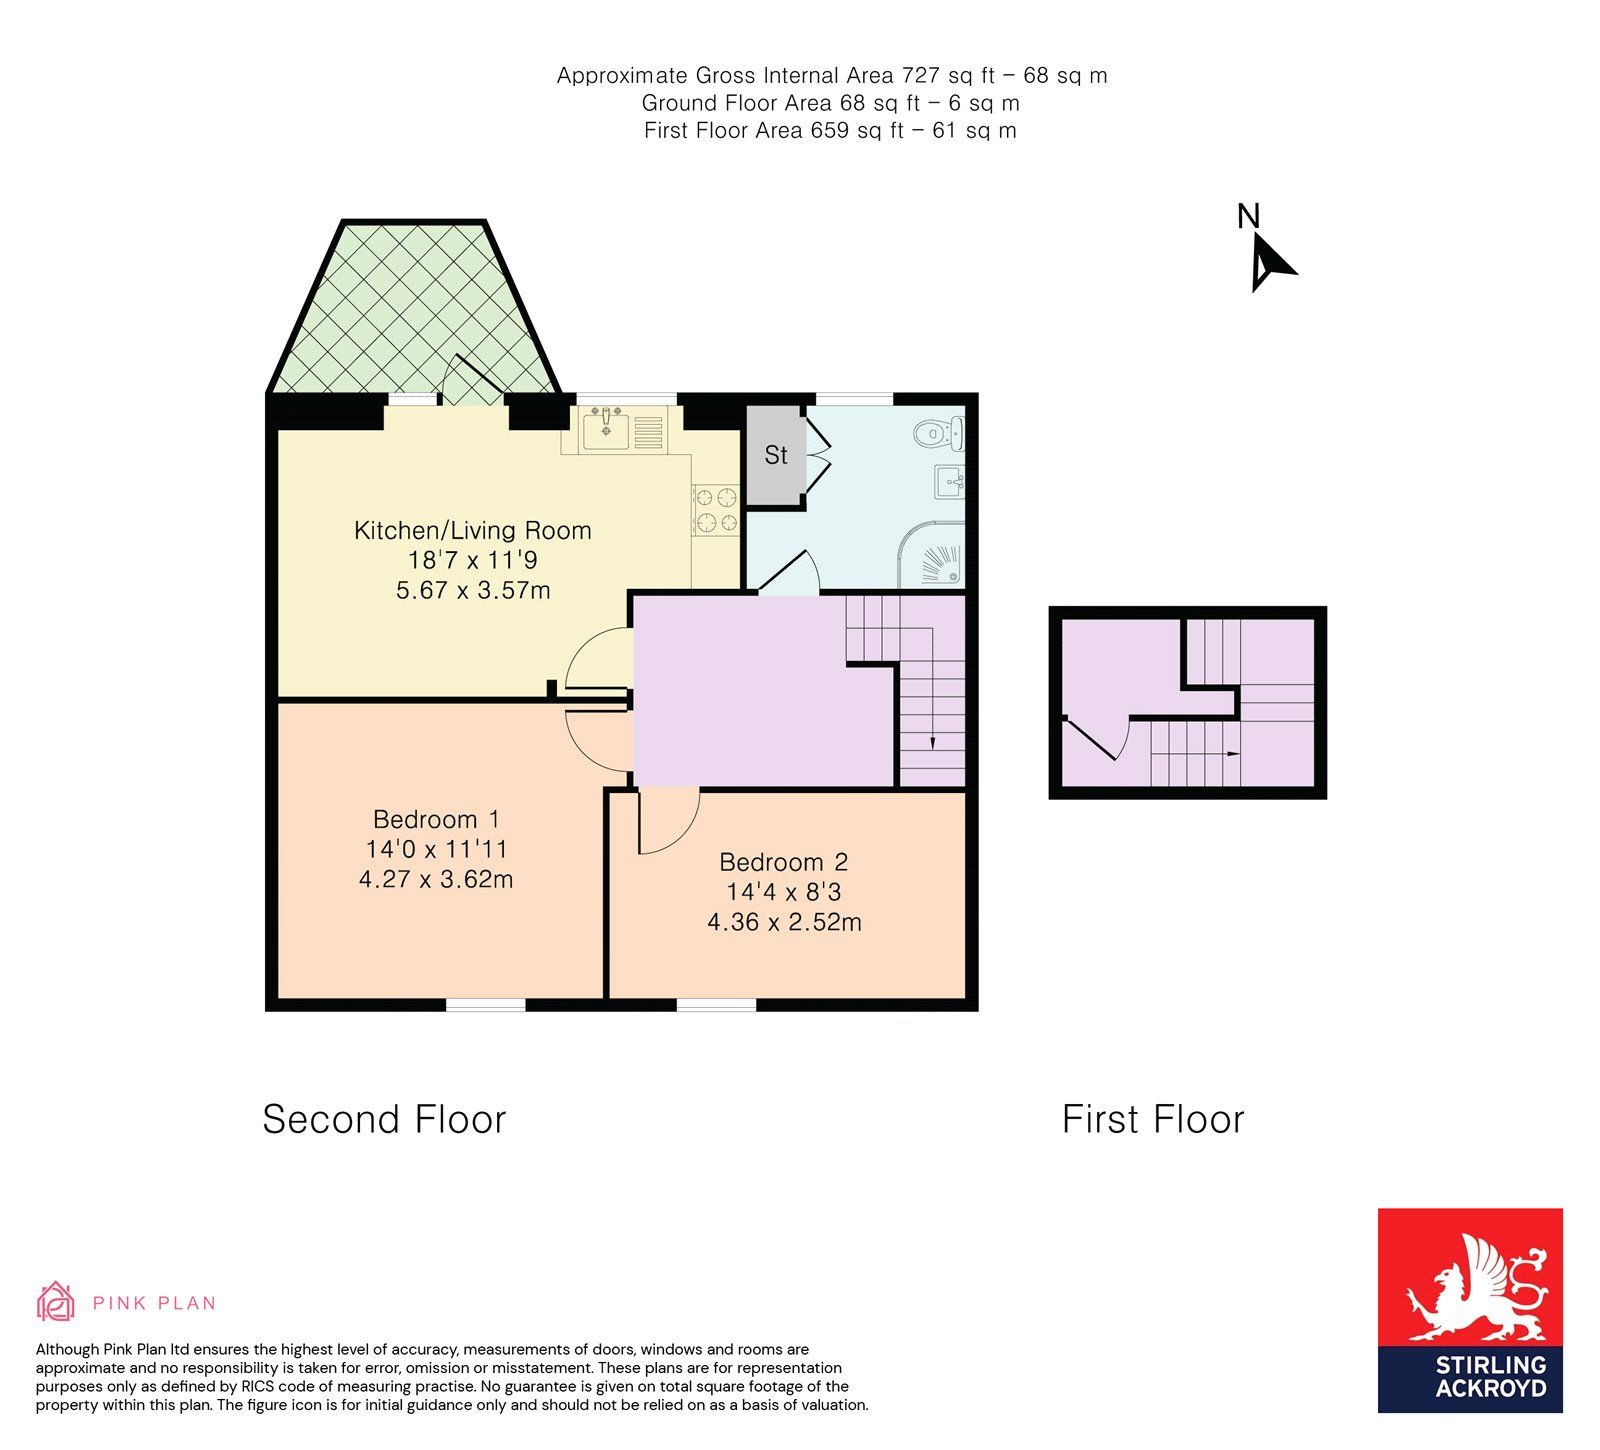 Approximate Gross Internal Area 727 sq ft – 68 sq m
Ground Floor Area 68 sq ft – 6 sq m
First Floor Area 659 sq ft – 61 sq m
N
St
Kitchen/Living Room
18'7 x 11'9
5.67 x 3.57m
Bedroom 1
14'0 x 11'11
4.27 x 3.62m
Bedroom 2
14'4 x 8'3
4.36 x 2.52m
Second Floor
First Floor
PINK PLAN
Although Pink Plan ltd ensures the highest level of accuracy, measurements of doors, windows and rooms are
approximate and no responsibility is taken for error, omission or misstatement. These plans are for representation
purposes only as defined by RICS code of measuring practise. No guarantee is given on total square footage of the
property within this plan. The figure icon is for initial guidance only and should not be relied on as a basis of valuation.
STIRLING
ACKROYD